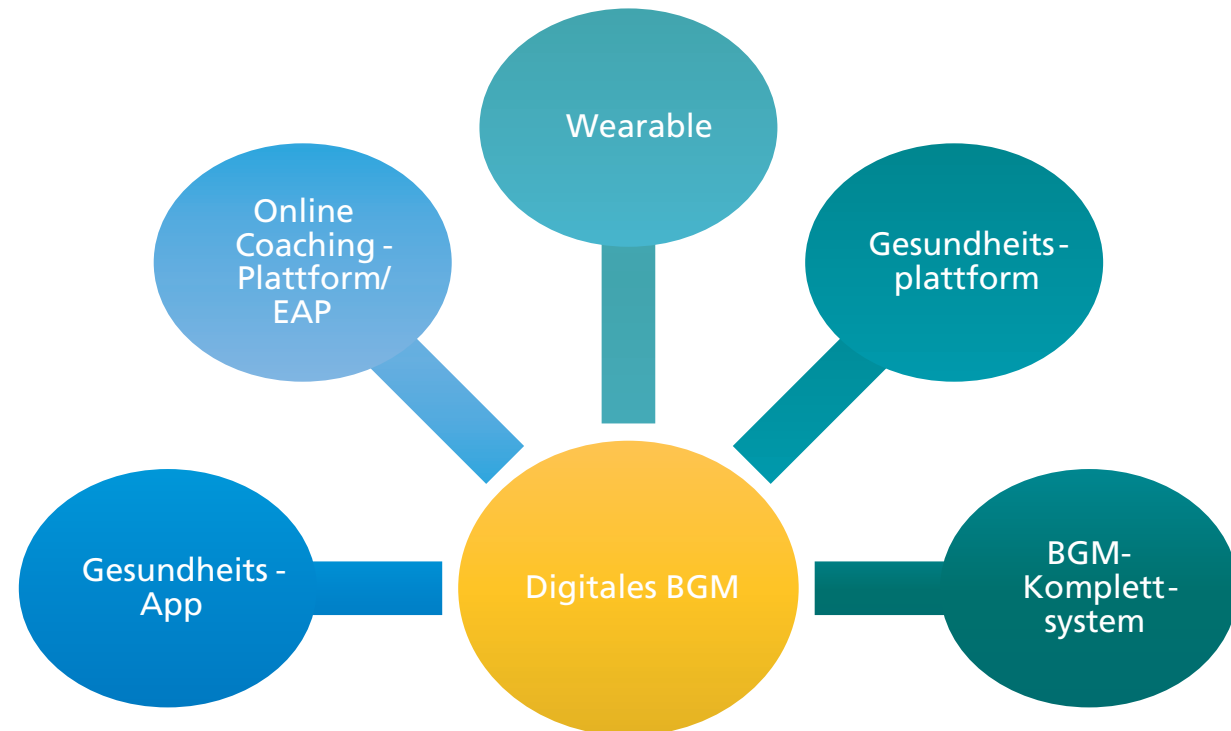 Wearable
Online
Coaching -
Plattform/
EAP
Gesundheits -
plattform
Gesundheits -
App
Digitales BGM
BGM-
Komplett-
system